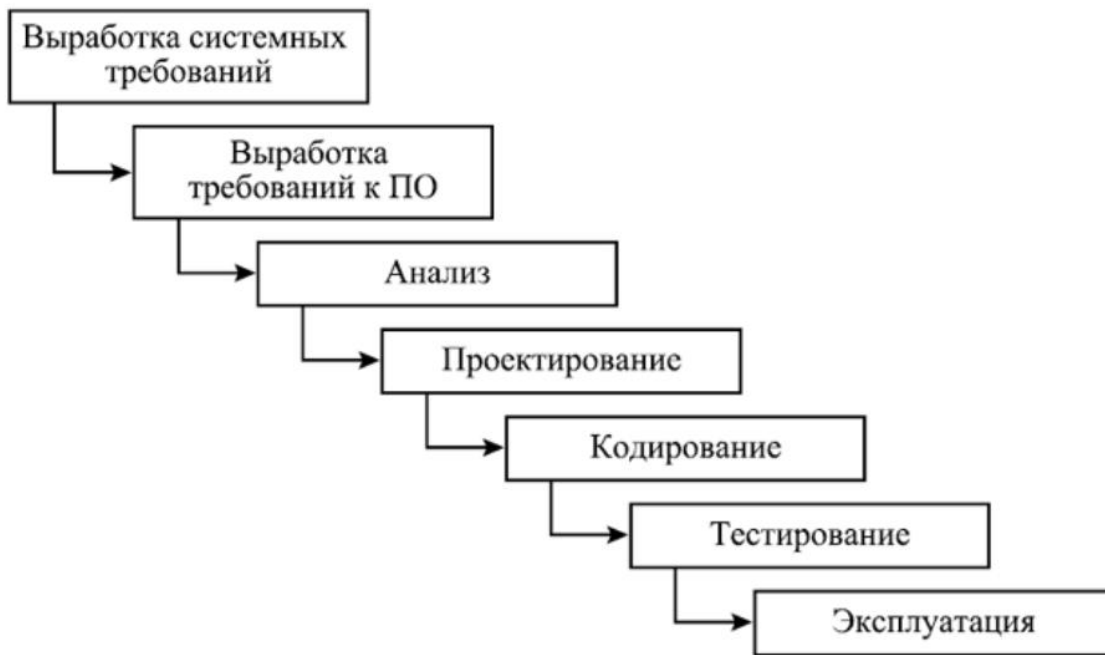 Выработка системных
требований
Выработка
требований к ПО
Анализ
Проектирование
Кодирование
Тестирование
Эксплуатация